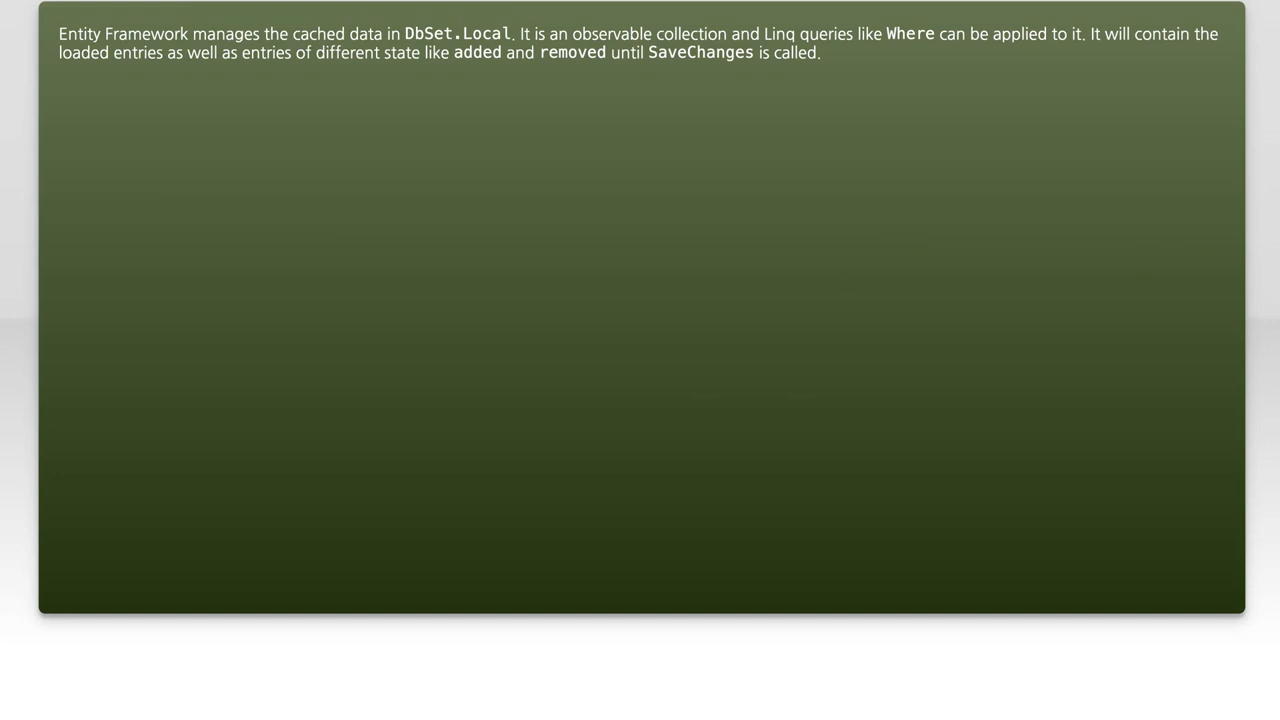 Entity Framework manages the cached data in DbSet.Local. It is an observable collection and Linq queries like Where can be applied to it. It will contain the
loaded entries as well as entries of different state like added and removed until SaveChanges is called.